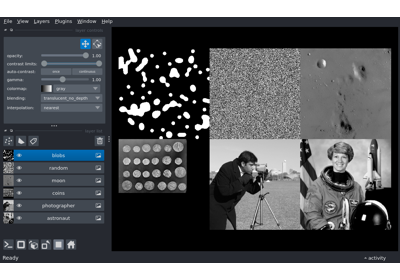 File View Layers Plugins Window Help
opacity: 1.00
contrast limits:
auto-contrast: once continuous
gamma: 1.00
colormap: gray
blending: translucent_no_depth
interpolation: nearest
blobs
random
moon
coins
photographer
astronaut
Ready
activity